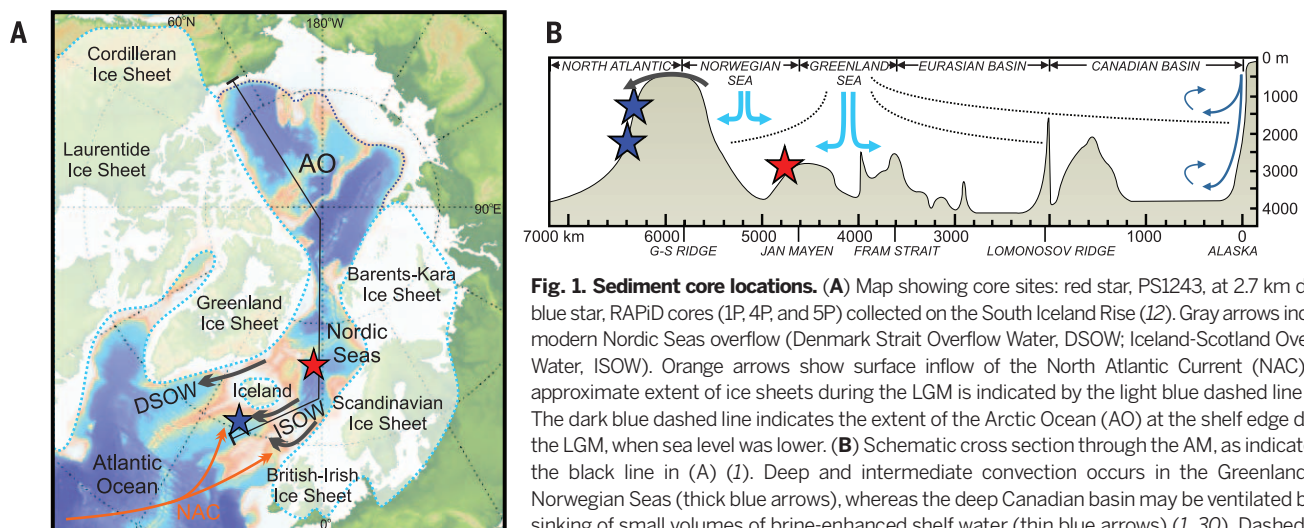 A
60°N
180°W
Cordilleran
Ice Sheet
Laurentide
Ice Sheet
AO
90°E
Barents-Kara
Ice Sheet
Greenland
Ice Sheet
Nordic
Seas
DSOW
Iceland
ISOW
Scandinavian
Ice Sheet
Atlantic
Ocean
British-Irish
Ice Sheet
NAC
0°
B
NORTH ATLANTIC
NORWEGIAN
SEA
GREENLAND
SEA
EURASIAN BASIN
CANADIAN BASIN
0 m
1000
2000
3000
4000
7000 km
6000
5000
4000
3000
1000
0
G-S RIDGE
JAN MAYEN
FRAM STRAIT
LOMONOSOV RIDGE
ALASKA
Fig. 1. Sediment core locations. (A) Map showing core sites: red star, PS1243, at 2.7 km
blue star, RAPiD cores (1P, 4P, and 5P) collected on the South Iceland Rise (12). Gray arrows
modern Nordic Seas overflow (Denmark Strait Overflow Water, DSOW; Iceland-Scotland
Water, ISOW). Orange arrows show surface inflow of the North Atlantic Current (NAC)
approximate extent of ice sheets during the LGM is indicated by the light blue dashed line
The dark blue dashed line indicates the extent of the Arctic Ocean (AO) at the shelf edge
the LGM, when sea level was lower. (B) Schematic cross section through the AM, as
the black line in (A) (1). Deep and intermediate convection occurs in the Greenland
Norwegian Seas (thick blue arrows), whereas the deep Canadian basin may be ventilated
sinking of small volumes of brine-enhanced shelf water (thin blue arrows) (1, 30). Dashed